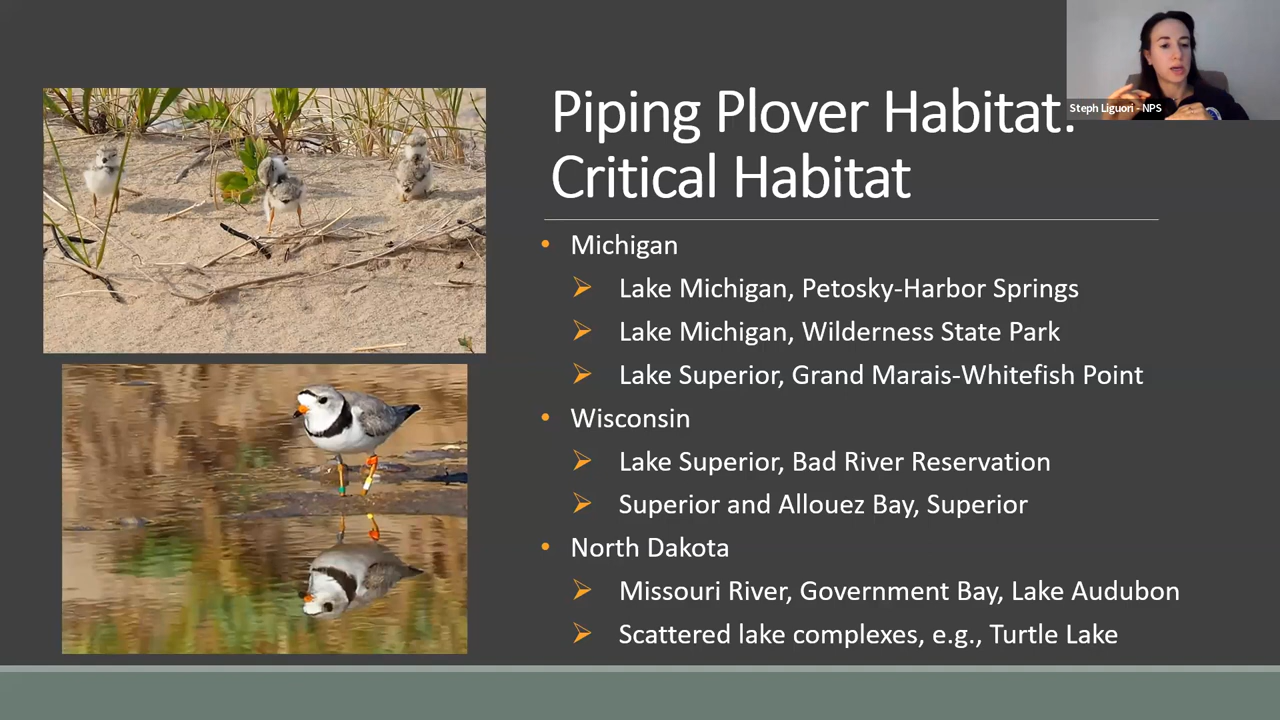 Piping Plover Habitat:
Critical Habitat
Steph Liguori - NPS
Michigan
Lake Michigan, Petosky-Harbor Springs
Lake Michigan, Wilderness State Park
Lake Superior, Grand Marais-Whitefish Point
Wisconsin
Lake Superior, Bad River Reservation
Superior and Allouez Bay, Superior
North Dakota
Missouri River, Government Bay, Lake Audubon
Scattered lake complexes, e.g., Turtle Lake